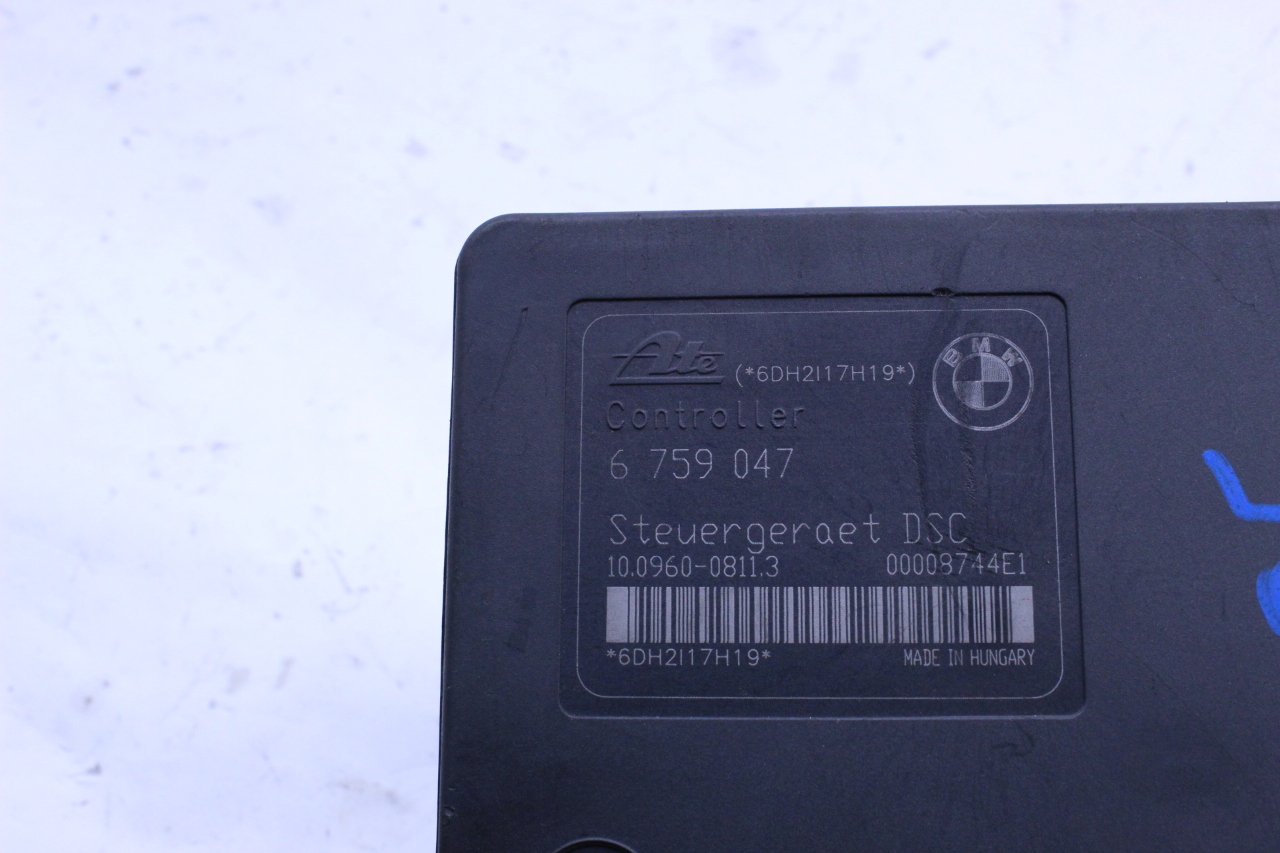 Ate (*6DH2I17H19*) BMW
Controller
6 759 047
Steuergeraet DSC
10.0960-0811.3 00008744E1
*6DH2I17H19* MADE IN HUNGARY